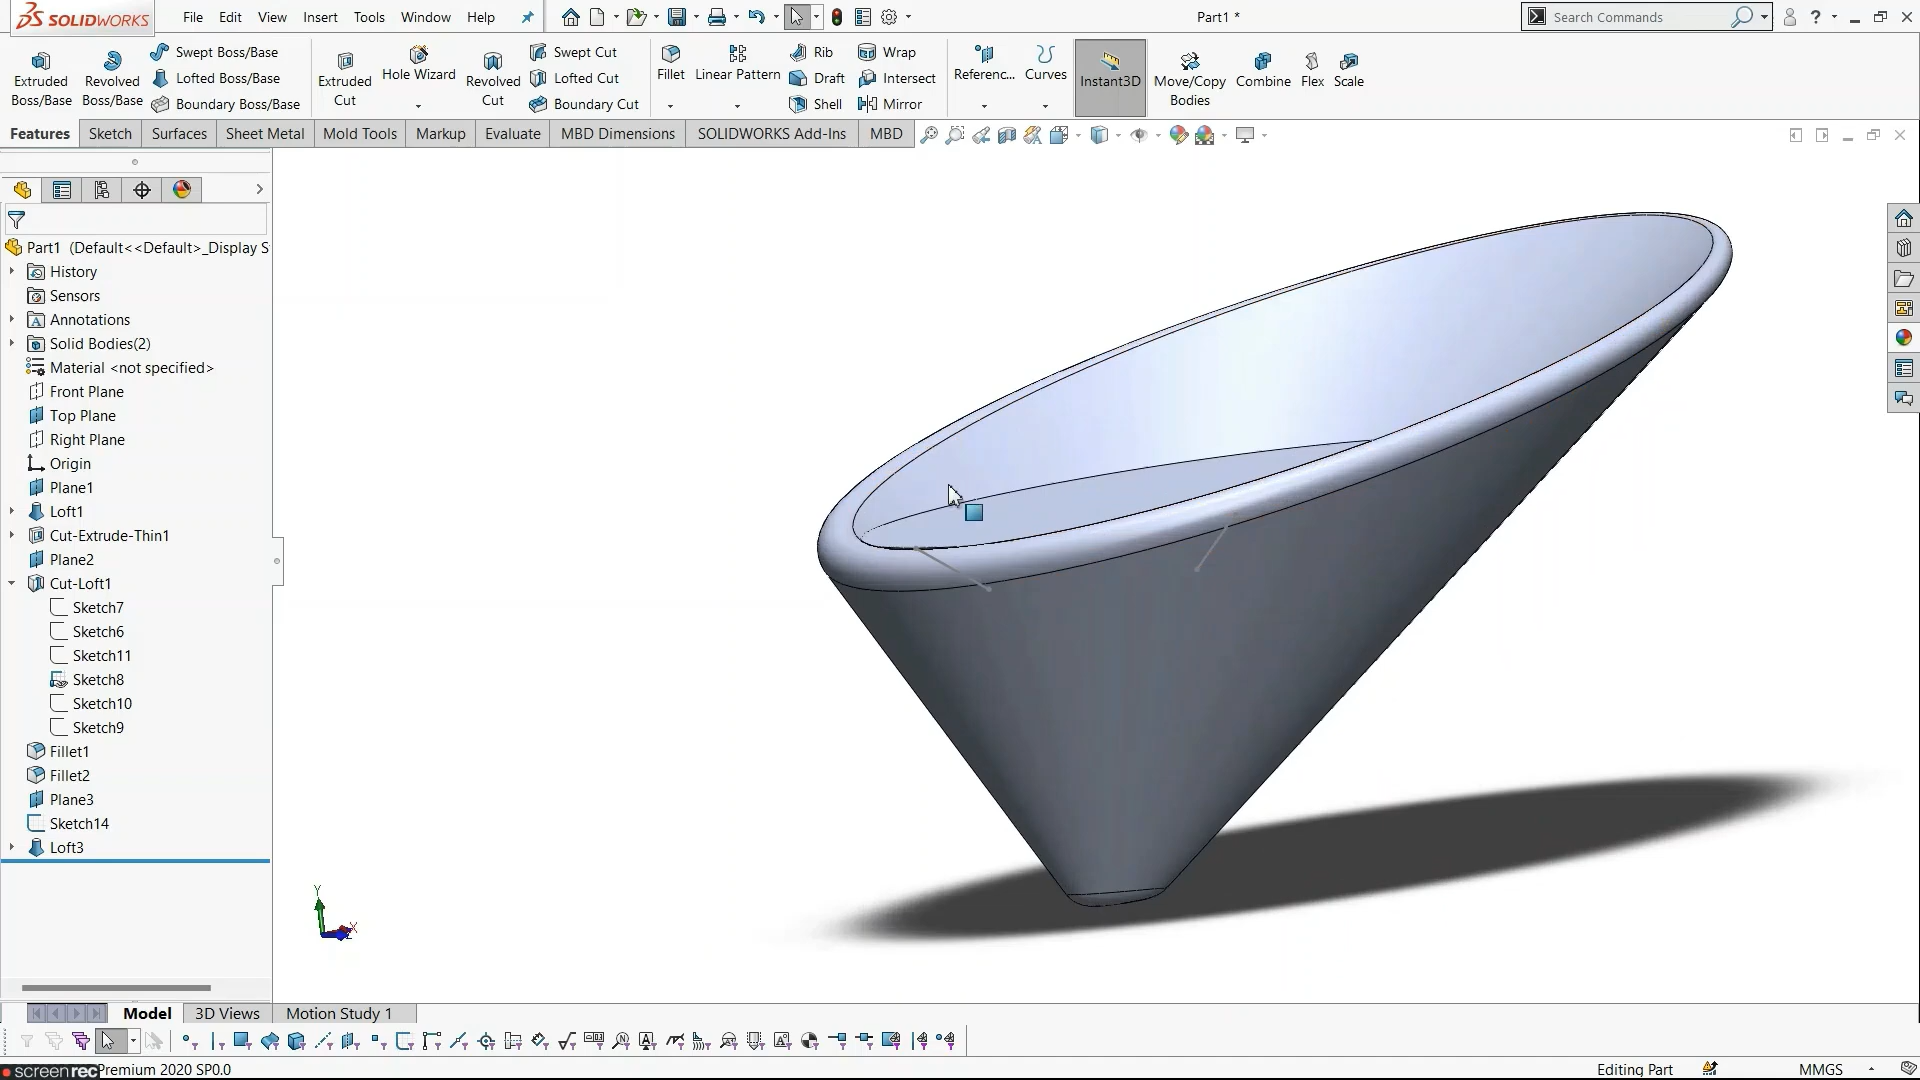 SOLIDWORKS File Edit View Insert Tools Window Help Part1 * Search Commands
Extruded Boss/Base
Revolved Boss/Base
Swept Boss/Base
Lofted Boss/Base
Boundary Boss/Base
Extruded Cut
Hole Wizard
Revolved Cut
Swept Cut
Lofted Cut
Boundary Cut
Fillet
Linear Pattern
Rib
Draft
Shell
Wrap
Intersect
Mirror
Referenc...
Curves
Instant3D
Move/Copy Bodies
Combine
Flex
Scale
Features Sketch Surfaces Sheet Metal Mold Tools Markup Evaluate MBD Dimensions SOLIDWORKS Add-Ins MBD
Part1 (Default<<Default>_Display S
History
Sensors
Annotations
Solid Bodies(2)
Material <not specified>
Front Plane
Top Plane
Right Plane
Origin
Plane1
Loft1
Cut-Extrude-Thin1
Plane2
Cut-Loft1
Sketch7
Sketch6
Sketch11
Sketch8
Sketch10
Sketch9
Fillet1
Fillet2
Plane3
Sketch14
Loft3
Y
X
Model 3D Views Motion Study 1
screenrec Premium 2020 SP0.0 Editing Part MMGS